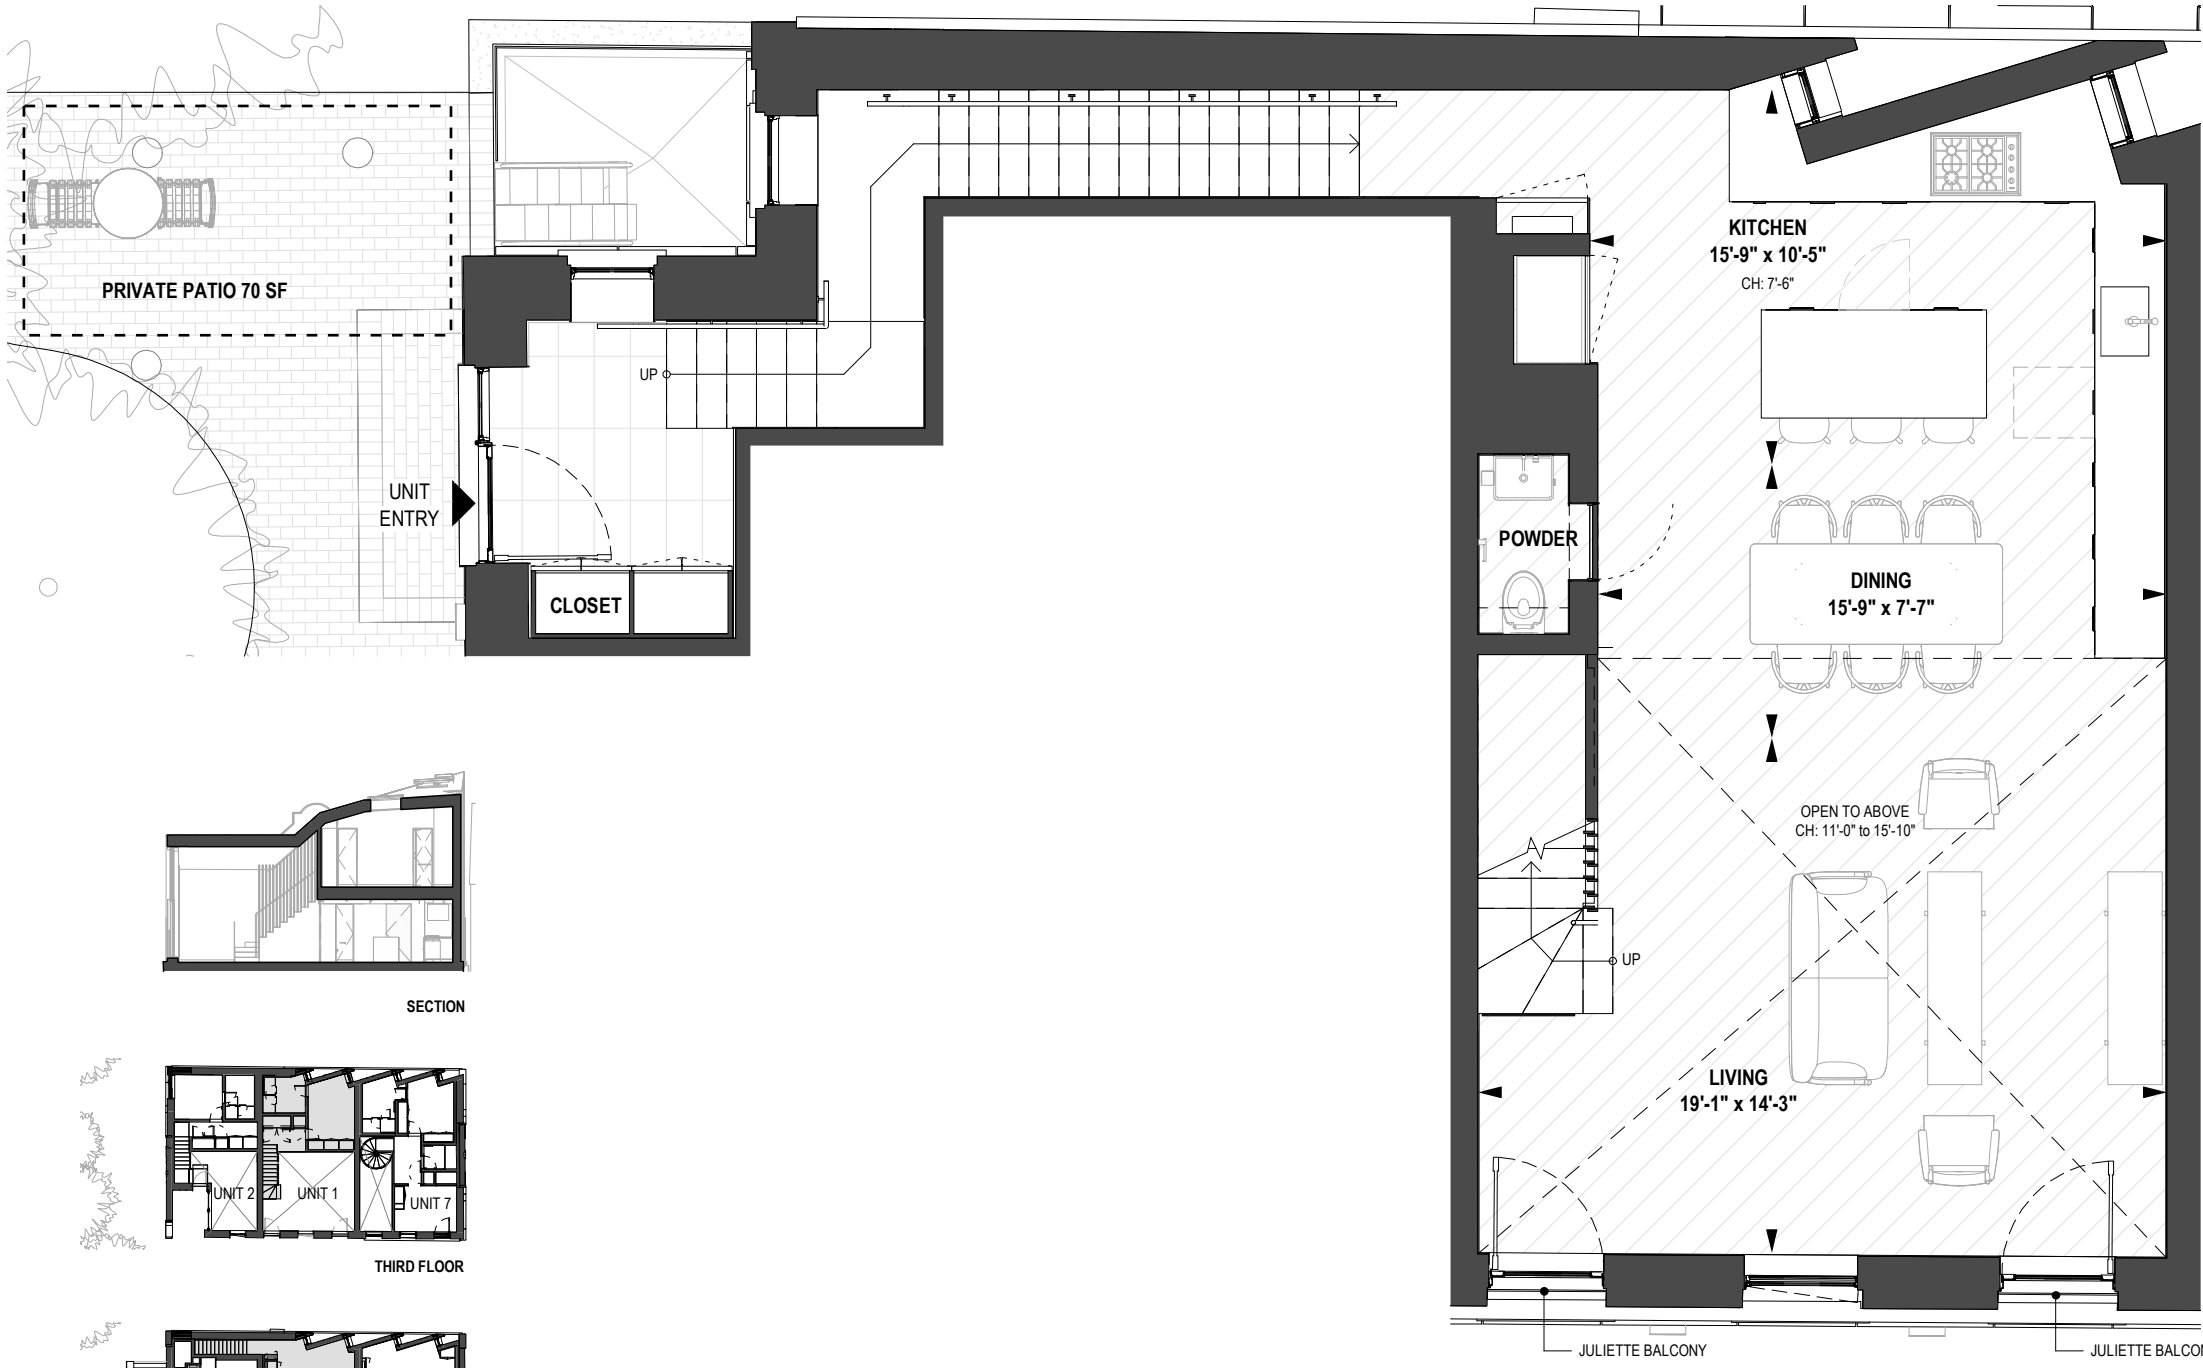 KITCHEN
15'-9" x 10'-5"
CH: 7'-6"
PRIVATE PATIO 70 SF
UP
UNIT
ENTRY
CLOSET
POWDER
DINING
15'-9" x 7'-7"
OPEN TO ABOVE
CH: 11'-0" to 15'-10"
UP
LIVING
19'-1" x 14'-3"
SECTION
UNIT 2
UNIT 1
UNIT 7
THIRD FLOOR
JULIETTE BALCONY
JULIETTE BALCON